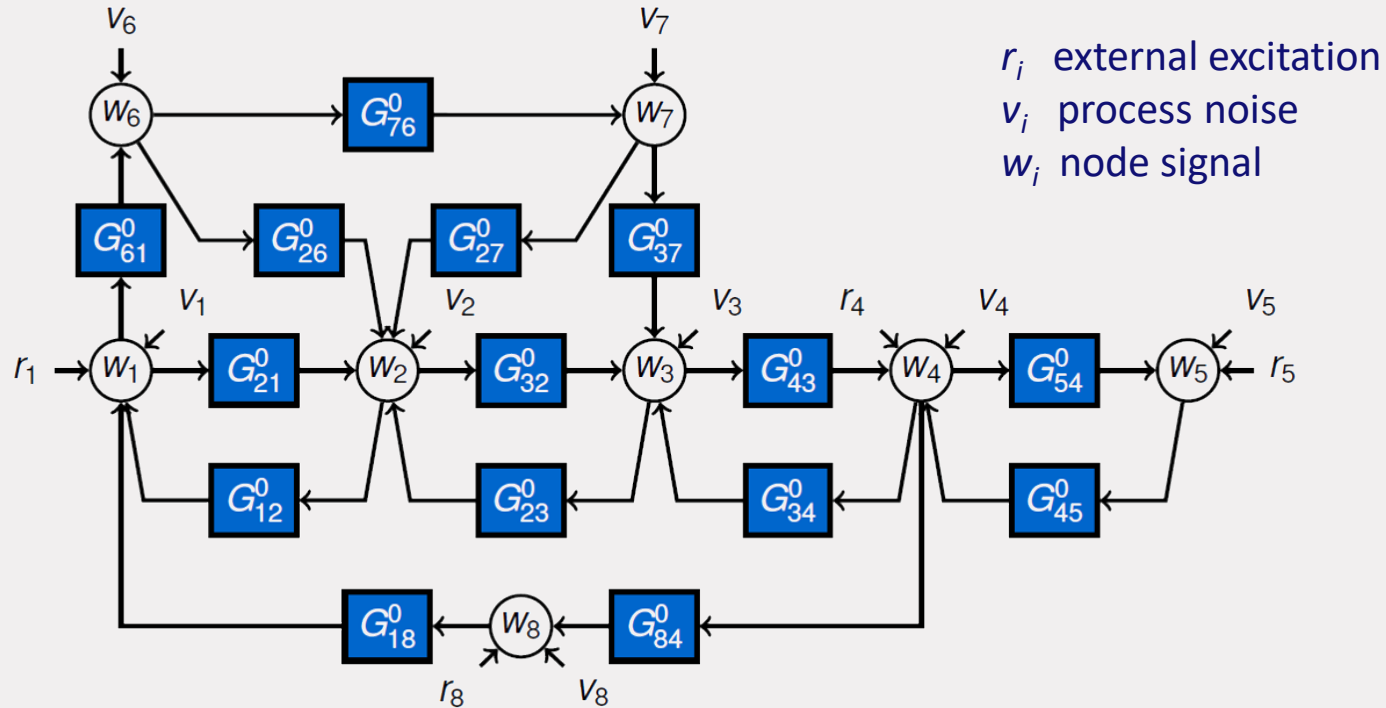 v₆ v₇
rᵢ external excitation
vᵢ process noise
wᵢ node signal
w₆ G⁰₇₆ w₇
G⁰₆₁ G⁰₂₆ G⁰₂₇ G⁰₃₇
v₁ v₂ v₃ r₄ v₄ v₅
r₁ w₁ G⁰₂₁ w₂ G⁰₃₂ w₃ G⁰₄₃ w₄ G⁰₅₄ w₅ r₅
G⁰₁₂ G⁰₂₃ G⁰₃₄ G⁰₄₅
G⁰₁₈ w₈ G⁰₈₄
r₈ v₈